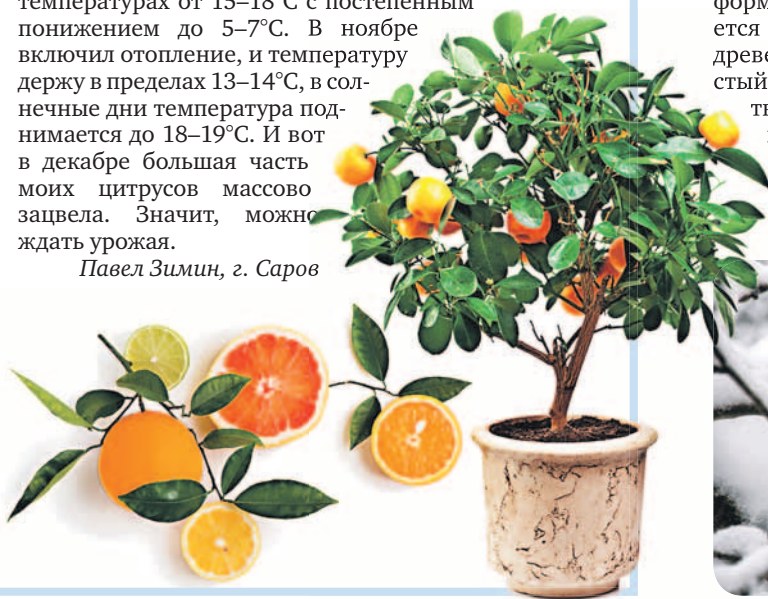 температурах от 15–18°С с постепенным
понижением до 5–7°С. В ноябре
включил отопление, и температуру
держу в пределах 13–14°С, в сол-
нечные дни температура под-
нимается до 18–19°С. И вот
в декабре большая часть
моих цитрусов массово
зацвела. Значит, можно
ждать урожая.
Павел Зимин, г. Саров
форм
ется
древе
стый